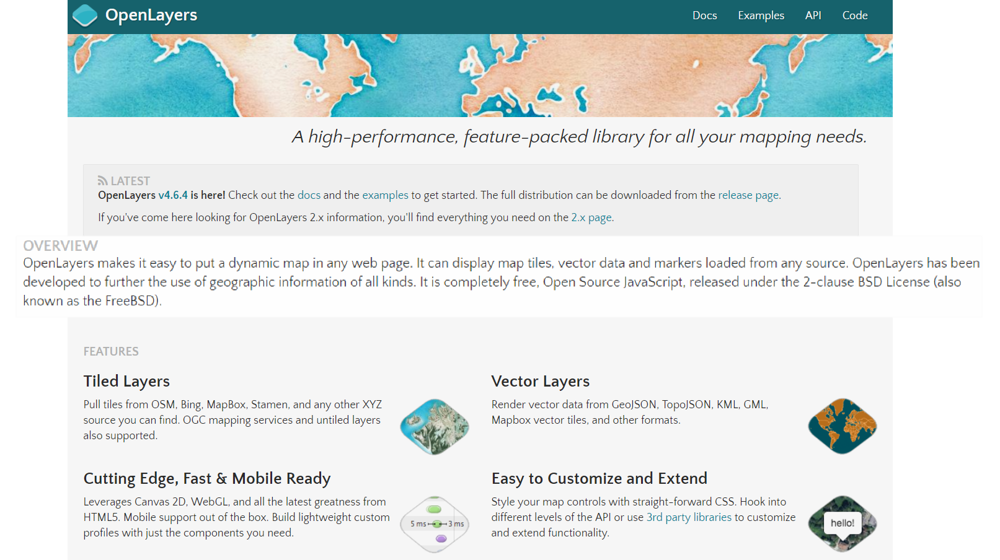 OpenLayers
Docs Examples API Code
A high-performance, feature-packed library for all your mapping needs.
LATEST
OpenLayers v4.6.4 is here! Check out the docs and the examples to get started. The full distribution can be downloaded from the release page.
If you've come here looking for OpenLayers 2.x information, you'll find everything you need on the 2.x page.
OVERVIEW
OpenLayers makes it easy to put a dynamic map in any web page. It can display map tiles, vector data and markers loaded from any source. OpenLayers has been
developed to further the use of geographic information of all kinds. It is completely free, Open Source JavaScript, released under the 2-clause BSD License (also
known as the FreeBSD).
FEATURES
Tiled Layers
Pull tiles from OSM, Bing, MapBox, Stamen, and any other XYZ
source you can find. OGC mapping services and untiled layers
also supported.
Vector Layers
Render vector data from GeoJSON, TopoJSON, KML, GML,
Mapbox vector tiles, and other formats.
Cutting Edge, Fast & Mobile Ready
Leverages Canvas 2D, WebGL, and all the latest greatness from
HTML5. Mobile support out of the box. Build lightweight custom
profiles with just the components you need.
5 ms 3 ms
Easy to Customize and Extend
Style your map controls with straight-forward CSS. Hook into
different levels of the API or use 3rd party libraries to customize
and extend functionality.
hello!